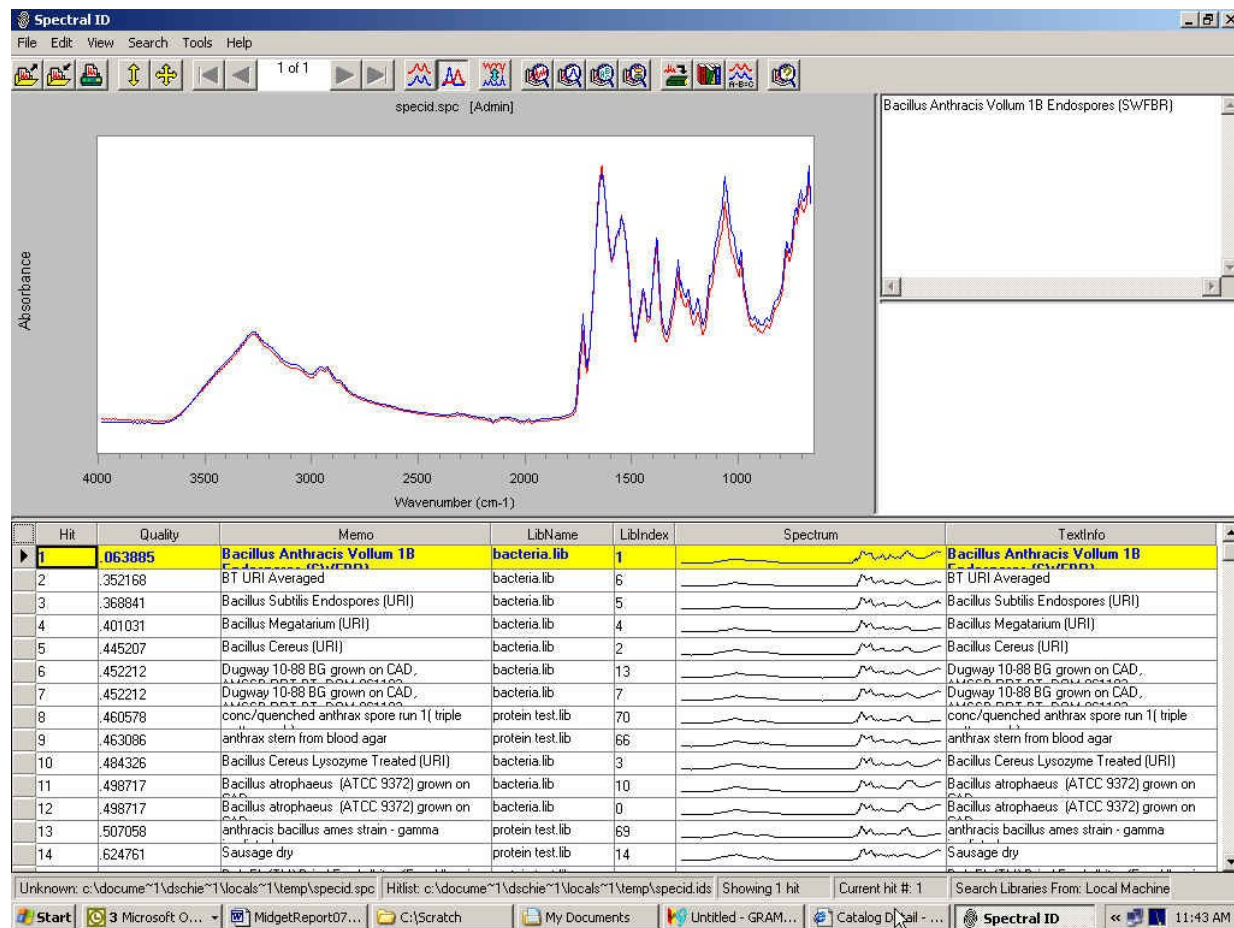 Spectral ID
File Edit View Search Tools Help
1 of 1
A-B=C
specid.spc [Admin]
Bacillus Anthracis Vollum 1B Endospores (SWFBR)
Absorbance
4000 3500 3000 2500 2000 1500 1000
Wavenumber (cm-1)
Hit Quality Memo LibName LibIndex Spectrum TextInfo
1 .063885 Bacillus Anthracis Vollum 1B bacteria.lib 1 Bacillus Anthracis Vollum 1B
2 .352168 BT URI Averaged bacteria.lib 6 BT URI Averaged
3 .368841 Bacillus Subtilis Endospores (URI) bacteria.lib 5 Bacillus Subtilis Endospores (URI)
4 .401031 Bacillus Megatarium (URI) bacteria.lib 4 Bacillus Megatarium (URI)
5 .445207 Bacillus Cereus (URI) bacteria.lib 2 Bacillus Cereus (URI)
6 .452212 Dugway 10-88 BG grown on CAD, bacteria.lib 13 Dugway 10-88 BG grown on CAD,
7 .452212 Dugway 10-88 BG grown on CAD, bacteria.lib 7 Dugway 10-88 BG grown on CAD,
8 .460578 conc/quenched anthrax spore run 1( triple protein test.lib 70 conc/quenched anthrax spore run 1( triple
9 .463086 anthrax stern from blood agar protein test.lib 66 anthrax stern from blood agar
10 .484326 Bacillus Cereus Lysozyme Treated (URI) bacteria.lib 3 Bacillus Cereus Lysozyme Treated (URI)
11 .498717 Bacillus atrophaeus (ATCC 9372) grown on bacteria.lib 10 Bacillus atrophaeus (ATCC 9372) grown on
12 .498717 Bacillus atrophaeus (ATCC 9372) grown on bacteria.lib 0 Bacillus atrophaeus (ATCC 9372) grown on
13 .507058 anthracis bacillus ames strain - gamma protein test.lib 69 anthracis bacillus ames strain - gamma
14 .624761 Sausage dry protein test.lib 14 Sausage dry
Unknown: c:\docume~1\dschie~1\locals~1\temp\specid.spc Hitlist: c:\docume~1\dschie~1\locals~1\temp\specid.ids Showing 1 hit Current hit #: 1 Search Libraries From: Local Machine
Start 3 Microsoft O... MidgetReport07... C:\Scratch My Documents Untitled - GRAM... Catalog Detail - ... Spectral ID « 11:43 AM